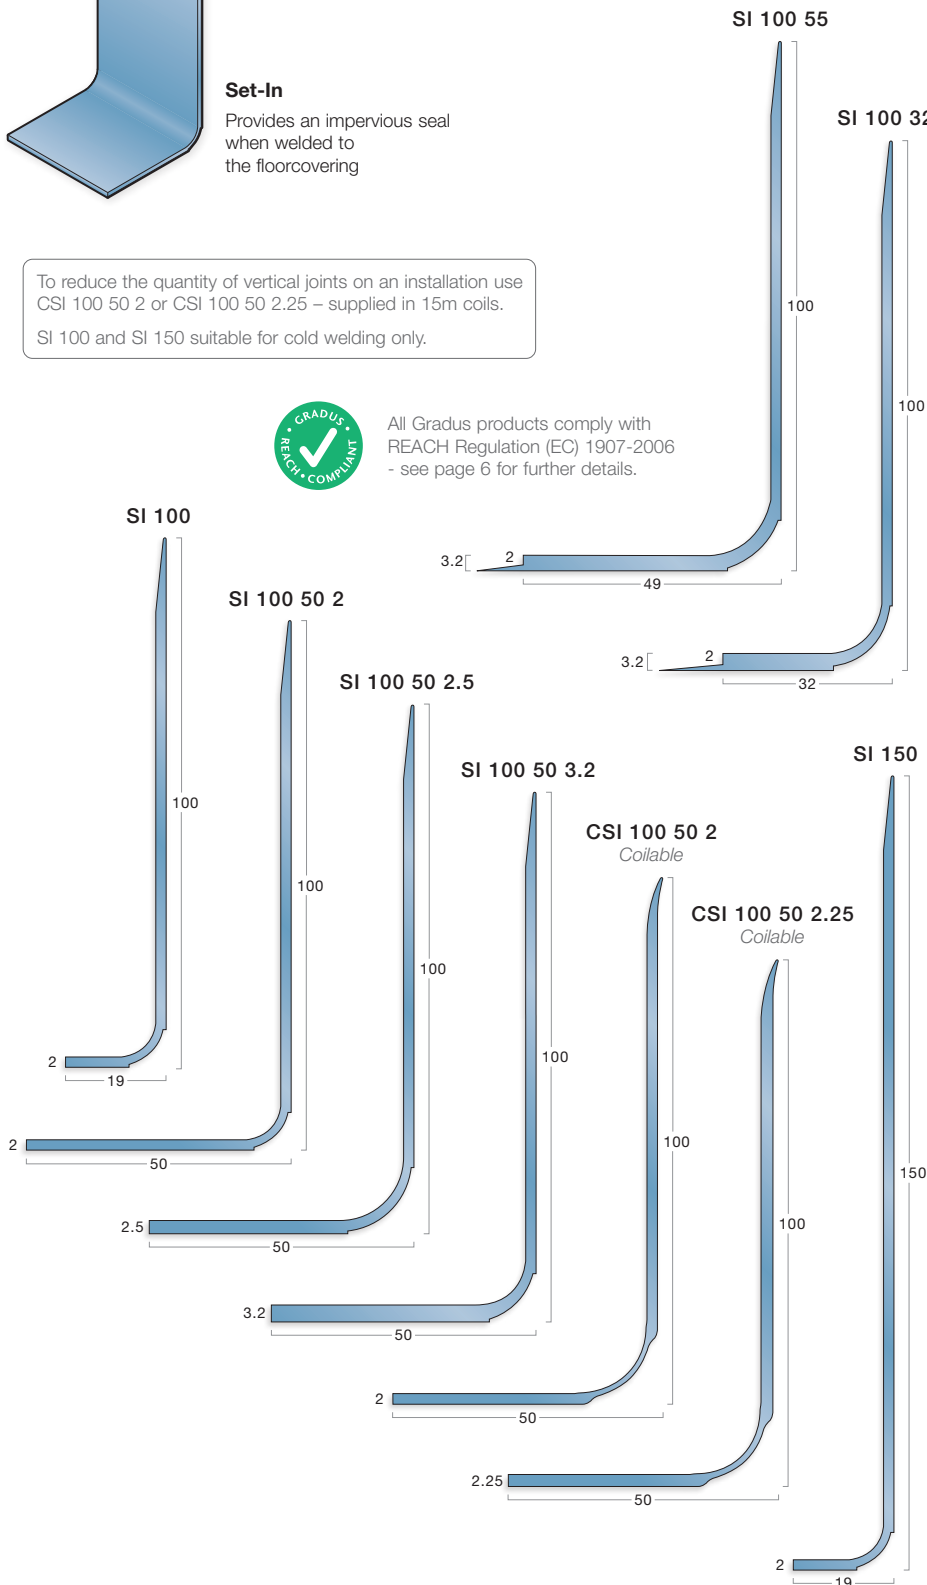 SI 100 55
Set-In
Provides an impervious seal
when welded to
the floorcovering
SI 100 32
100
100
To reduce the quantity of vertical joints on an installation use
CSI 100 50 2 or CSI 100 50 2.25 – supplied in 15m coils.
SI 100 and SI 150 suitable for cold welding only.
GRADUS
REACH • COMPLIANT
All Gradus products comply with
REACH Regulation (EC) 1907-2006
- see page 6 for further details.
3.2
2
49
3.2
2
32
SI 100
100
2
19
SI 100 50 2
100
2
50
SI 100 50 2.5
100
2.5
50
SI 100 50 3.2
100
3.2
50
CSI 100 50 2
Coilable
100
2
50
CSI 100 50 2.25
Coilable
100
2.25
50
SI 150
150
2
19